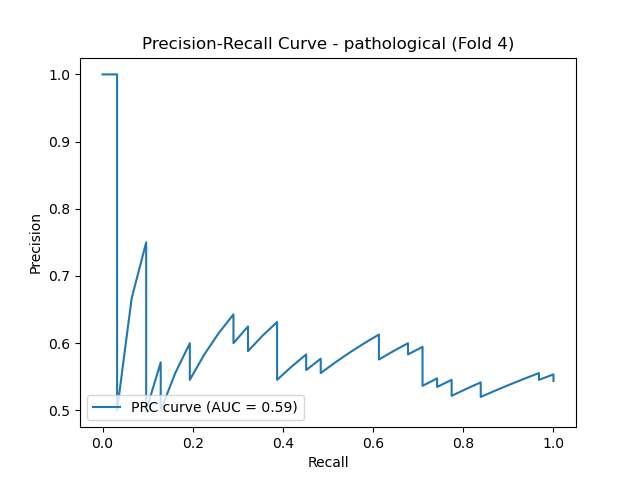 Precision-Recall Curve - pathological (Fold 4)
1.0
0.9
0.8
0.7
0.6
0.5
Precision
PRC curve (AUC = 0.59)
0.0 0.2 0.4 0.6 0.8 1.0
Recall